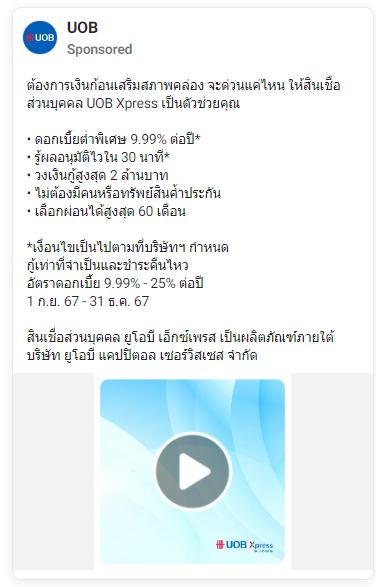 UOB
UOB
Sponsored
ต้องการเงินก้อนเสริมสภาพคล่อง จะด่วนแค่ไหน ให้สินเชื่อ
ส่วนบุคคล UOB Xpress เป็นตัวช่วยคุณ
• ดอกเบี้ยต่ำพิเศษ 9.99% ต่อปี*
• รู้ผลอนุมัติไวใน 30 นาที*
• วงเงินกู้สูงสุด 2 ล้านบาท
• ไม่ต้องมีคนหรือทรัพย์สินค้ำประกัน
• เลือกผ่อนได้สูงสุด 60 เดือน
*เงื่อนไขเป็นไปตามที่บริษัทฯ กำหนด
กู้เท่าที่จำเป็นและชำระคืนไหว
อัตราดอกเบี้ย 9.99% - 25% ต่อปี
1 ก.ย. 67 - 31 ธ.ค. 67
สินเชื่อส่วนบุคคล ยูโอบี เอ็กซ์เพรส เป็นผลิตภัณฑ์ภายใต้
บริษัท ยูโอบี แคปปิตอล เซอร์วิสเซส จำกัด
UOB Xpress